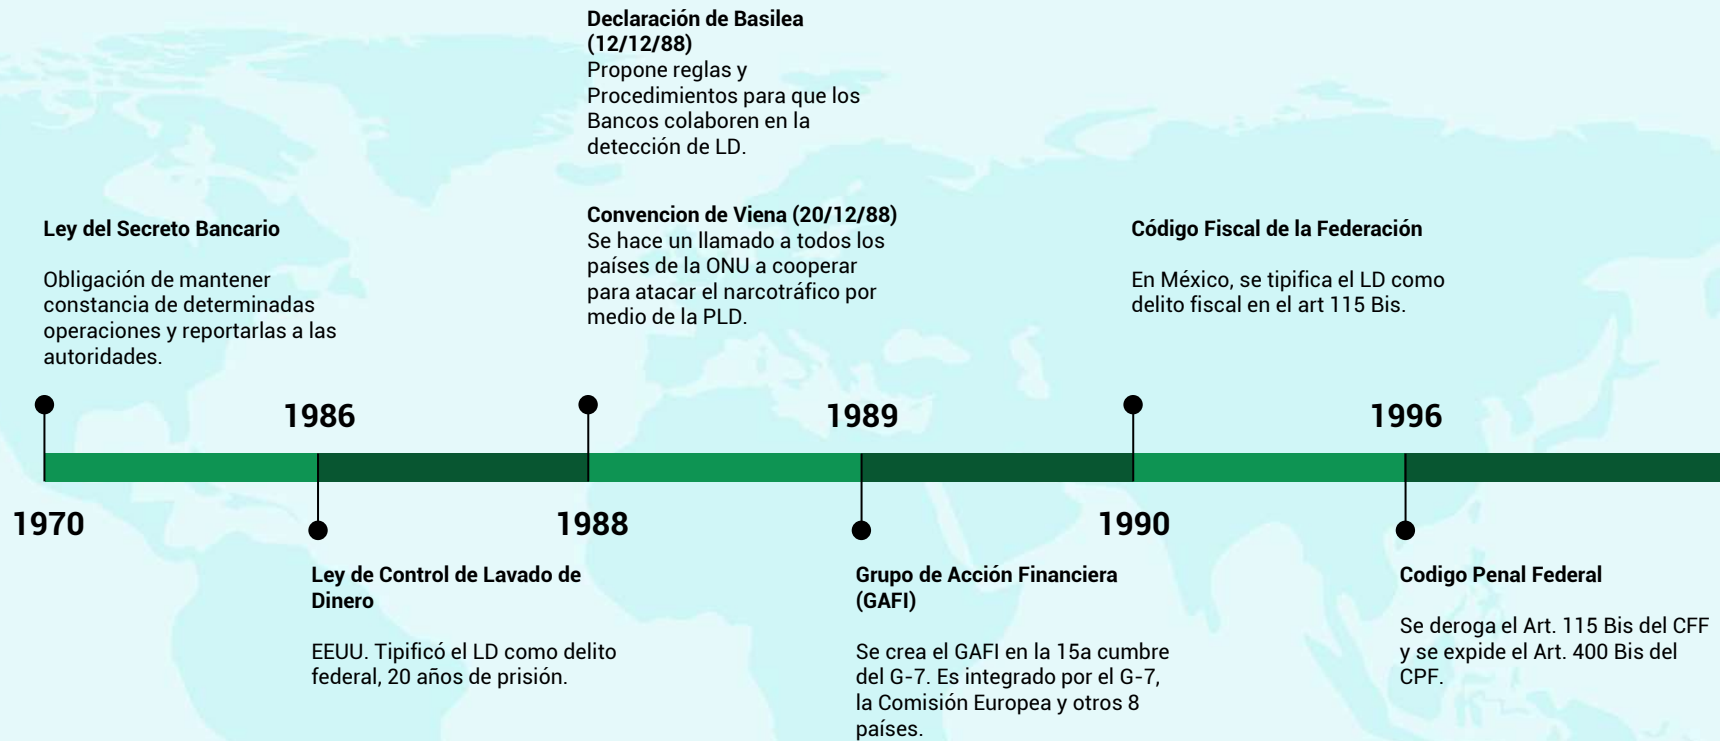 Declaración de Basilea
(12/12/88)
Propone reglas y
Procedimientos para que los
Bancos colaboren en la
detección de LD.
Ley del Secreto Bancario
Obligación de mantener
constancia de determinadas
operaciones y reportarlas a las
autoridades.
Convencion de Viena (20/12/88)
Se hace un llamado a todos los
países de la ONU a cooperar
para atacar el narcotráfico por
medio de la PLD.
Código Fiscal de la Federación
En México, se tipifica el LD como
delito fiscal en el art 115 Bis.
1986
1989
1996
1970
1988
1990
Ley de Control de Lavado de
Dinero
EEUU. Tipificó el LD como delito
federal, 20 años de prisión.
Grupo de Acción Financiera
(GAFI)
Se crea el GAFI en la 15a cumbre
del G-7. Es integrado por el G-7,
la Comisión Europea y otros 8
países.
Codigo Penal Federal
Se deroga el Art. 115 Bis del CFF
y se expide el Art. 400 Bis del
CPF.